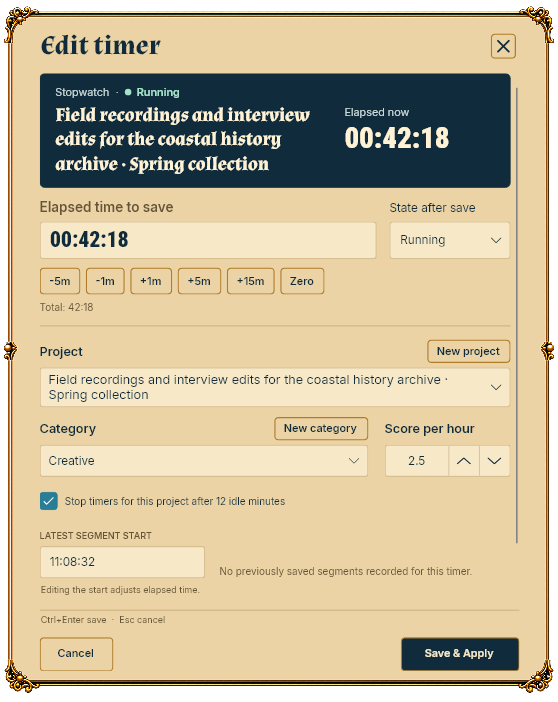 Edit timer
Stopwatch · ● Running
Field recordings and interview
edits for the coastal history
archive · Spring collection
Elapsed now
00:42:18
Elapsed time to save
State after save
00:42:18
Running
-5m -1m +1m +5m +15m Zero
Total: 42:18
Project
New project
Field recordings and interview edits for the coastal history archive ·
Spring collection
Category
New category
Score per hour
Creative
2.5
Stop timers for this project after 12 idle minutes
LATEST SEGMENT START
11:08:32
No previously saved segments recorded for this timer.
Editing the start adjusts elapsed time.
Ctrl+Enter save · Esc cancel
Cancel
Save & Apply